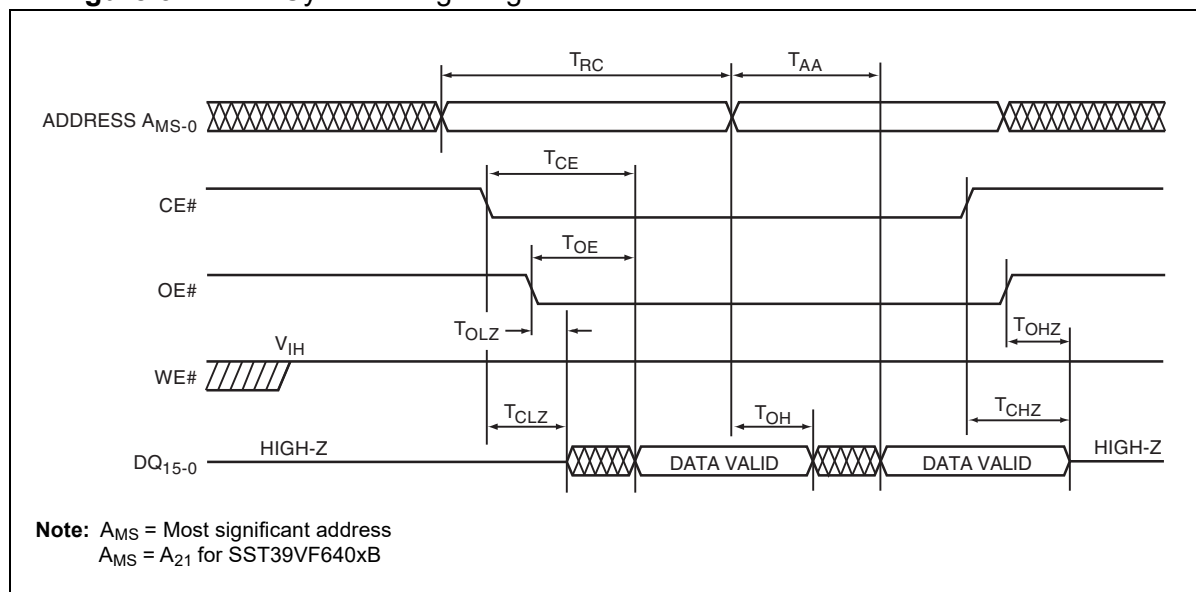 T_RC T_AA
ADDRESS A_MS-0
T_CE
CE#
T_OE
OE#
T_OLZ T_OHZ
V_IH
WE#
T_CLZ T_OH T_CHZ
HIGH-Z HIGH-Z
DQ_15-0 DATA VALID DATA VALID
Note: A_MS = Most significant address
A_MS = A_21 for SST39VF640xB